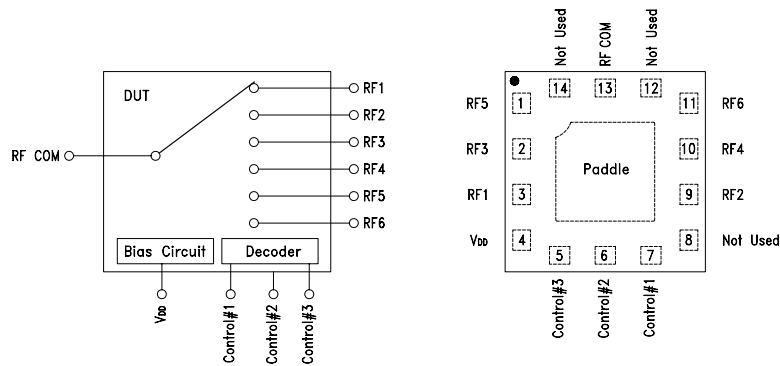 DUT
RF COM
RF1
RF2
RF3
RF4
RF5
RF6
Bias Circuit
Decoder
VDD
Control#1
Control#2
Control#3
Not Used
RF COM
Not Used
14
13
12
RF5
1
11
RF6
RF3
2
10
RF4
Paddle
RF1
3
9
RF2
VDD
4
8
Not Used
5
6
7
Control#3
Control#2
Control#1